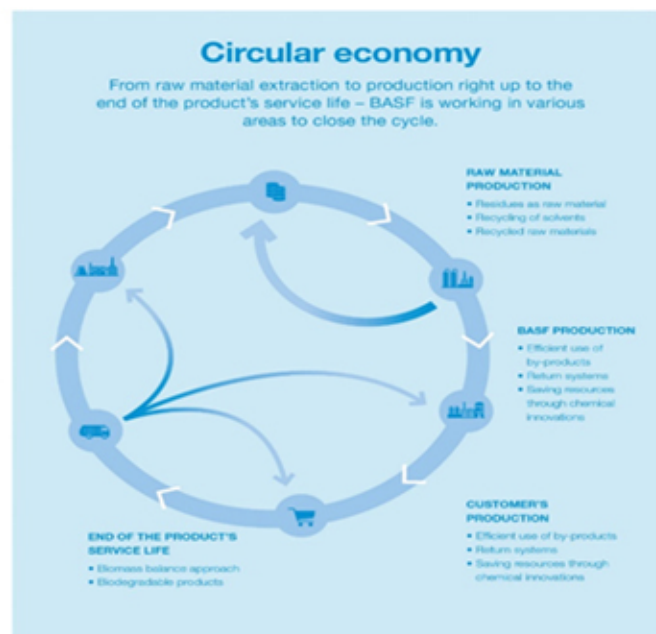 Circular economy
From raw material extraction to production right up to the
end of the product's service life – BASF is working in various
areas to close the cycle.
RAW MATERIAL
PRODUCTION
• Residues as raw material
• Recycling of solvents
• Recycled raw materials
BASF PRODUCTION
• Efficient use of
by-products
• Return systems
• Saving resources
through chemical
innovations
CUSTOMER'S
PRODUCTION
• Efficient use of by-products
• Return systems
• Saving resources through
chemical innovations
END OF THE PRODUCT'S
SERVICE LIFE
• Biomass balance approach
• Biodegradable products